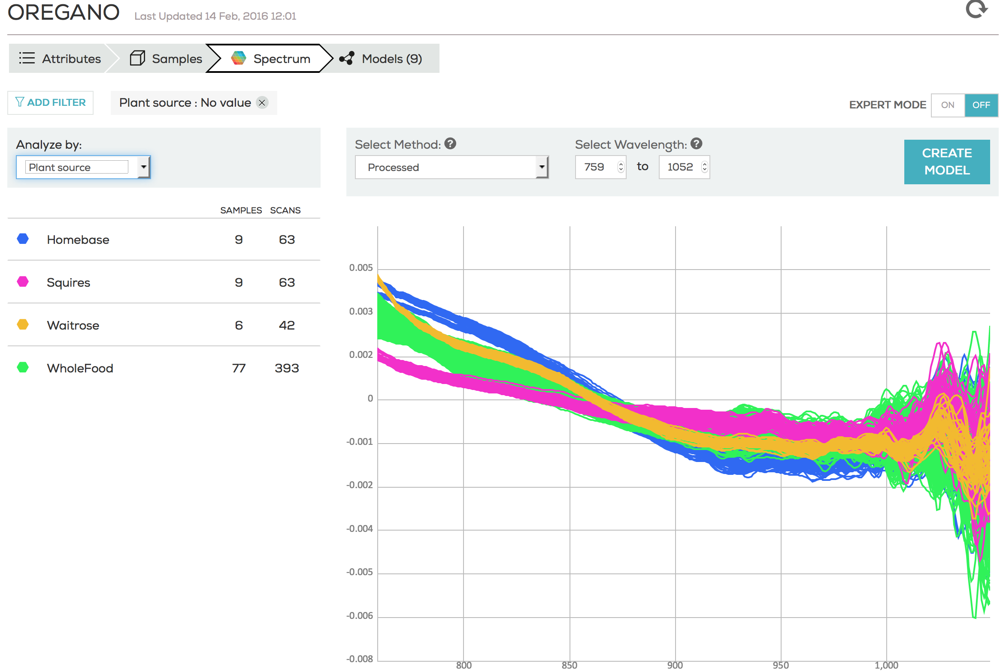 OREGANO Last Updated 14 Feb, 2016 12:01
Attributes Samples Spectrum Models (9)
ADD FILTER Plant source : No value EXPERT MODE ON OFF
Analyze by:
Plant source
Select Method: ? Select Wavelength: ?
Processed 759 to 1052
CREATE
MODEL
SAMPLES SCANS
Homebase 9 63
Squires 9 63
Waitrose 6 42
WholeFood 77 393
0.005
0.003
0.002
0
-0.001
-0.002
-0.004
-0.005
-0.006
-0.008
800 850 900 950 1,000